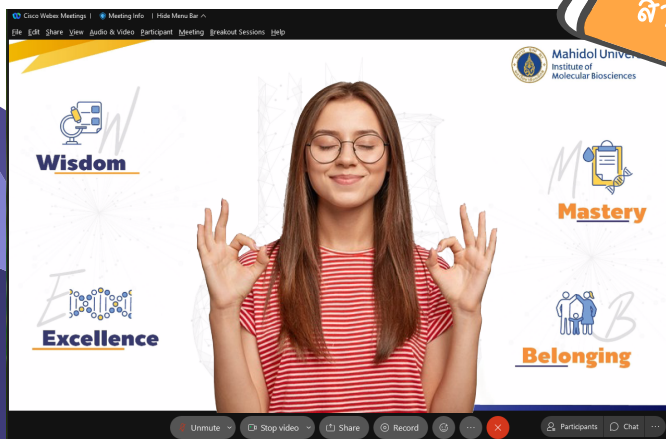 Cisco Webex Meetings | Meeting Info | Hide Menu Bar
File Edit Share View Audio & Video Participant Meeting Breakout Sessions Help
Mahidol
Institute of
Molecular Biosciences
W
Wisdom
M
Mastery
E
Excellence
B
Belonging
Unmute Stop video Share Record Participants Chat